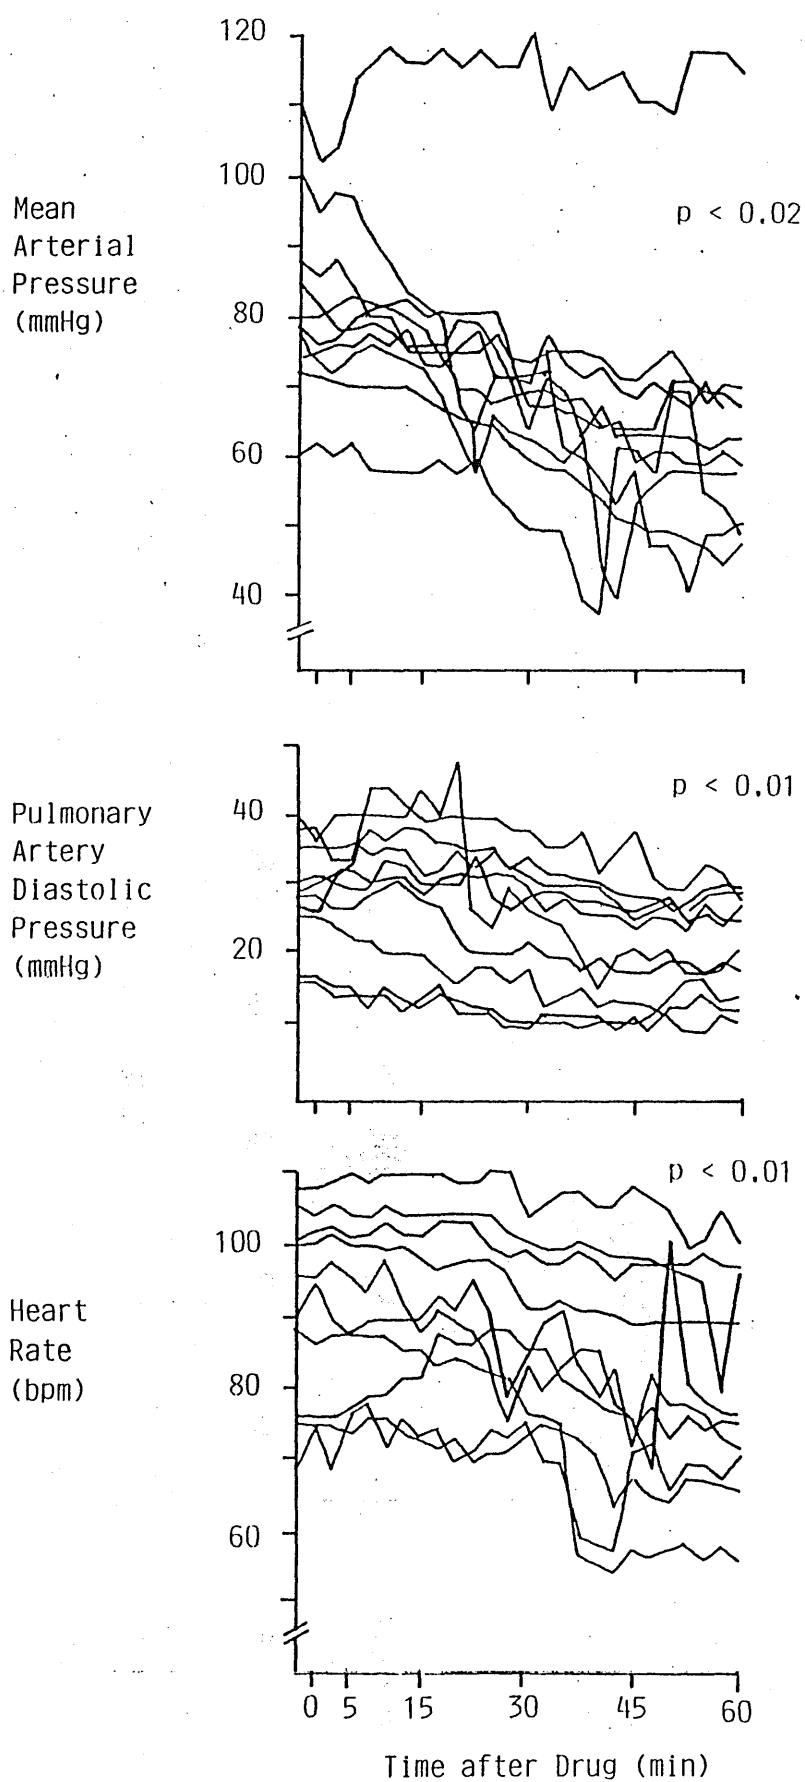 120
100
Mean
Arterial
Pressure
(mmHg)
p < 0.02
80
60
40
Pulmonary
Artery
Diastolic
Pressure
(mmHg)
p < 0.01
40
20
p < 0.01
100
Heart
Rate
(bpm)
80
60
0 5 15 30 45 60
Time after Drug (min)